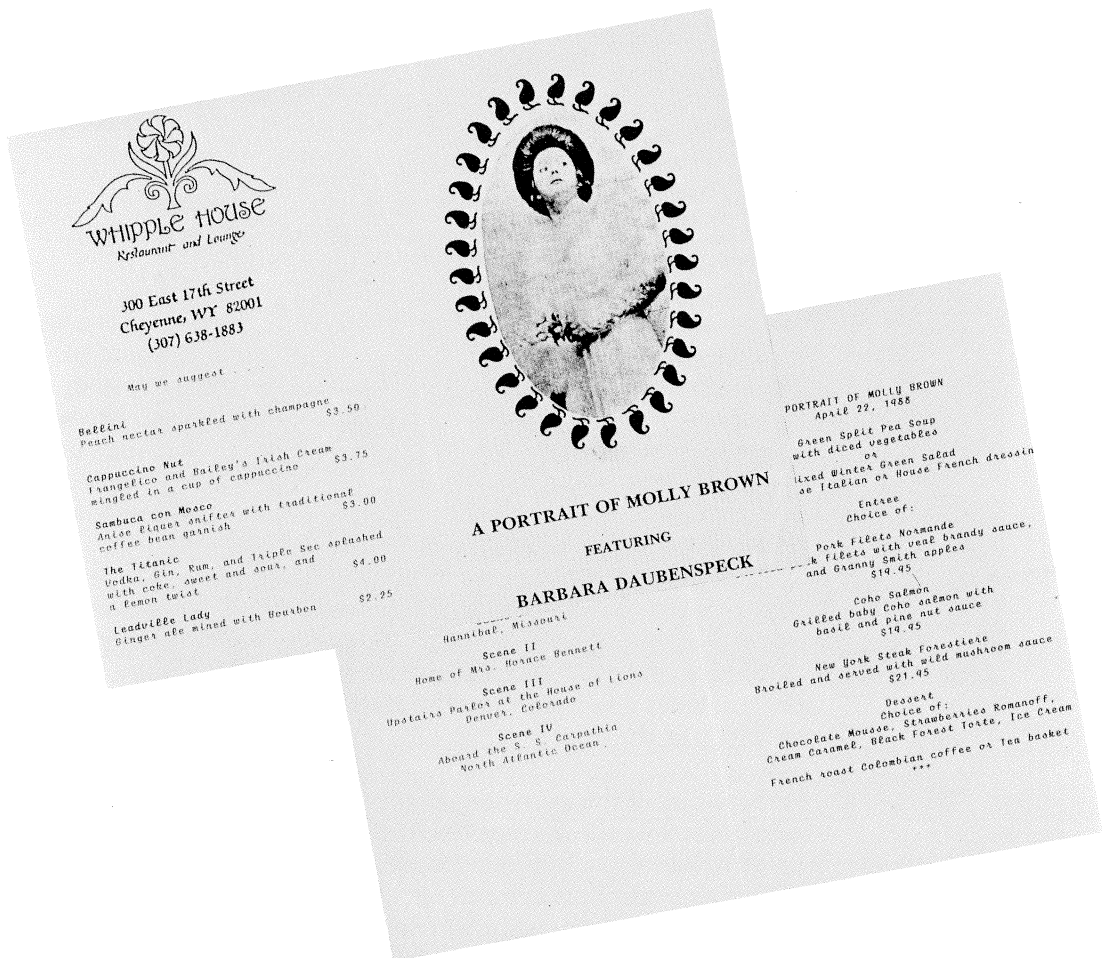 WHIPPLE HOUSE
Restaurant and Lounge
300 East 17th Street
Cheyenne, WY 82001
(307) 638-1883
May we suggest . . .
Bellini
Peach nectar sparkled with champagne
$3.50
Cappuccino Nut
Frangelico and Bailey's Irish Cream
mingled in a cup of cappuccino $3.75
Sambuca con Mosco
Anise liquer snifter with traditional
coffee bean garnish $3.00
The Titanic
Vodka, Gin, Rum, and Triple Sec splashed
with coke, sweet and sour, and $4.00
a lemon twist
Leadville Lady
Ginger ale mined with Bourbon $2.25
A PORTRAIT OF MOLLY BROWN
FEATURING
BARBARA DAUBENSPECK
Hannibal, Missouri
Scene II
Home of Mrs. Horace Bennett
Scene III
Upstairs Parlor at the House of Lions
Denver, Colorado
Scene IV
Aboard the S. S. Carpathia
North Atlantic Ocean
PORTRAIT OF MOLLY BROWN
April 22, 1988
Green Split Pea Soup
with diced vegetables
or
ixed Winter Green Salad
se Italian or House French dressin
Entree
Choice of:
Pork Filets Normande
k filets with veal brandy sauce,
and Granny Smith apples
$19.95
Coho Salmon
Grilled baby Coho salmon with
basil and pine nut sauce
$19.95
New York Steak Forestiere
Broiled and served with wild mushroom sauce
$21.95
Dessert
Choice of:
Chocolate Mousse, Strawberries Romanoff,
Cream Caramel, Black Forest Torte, Ice Cream
French roast Colombian coffee or Tea basket
***